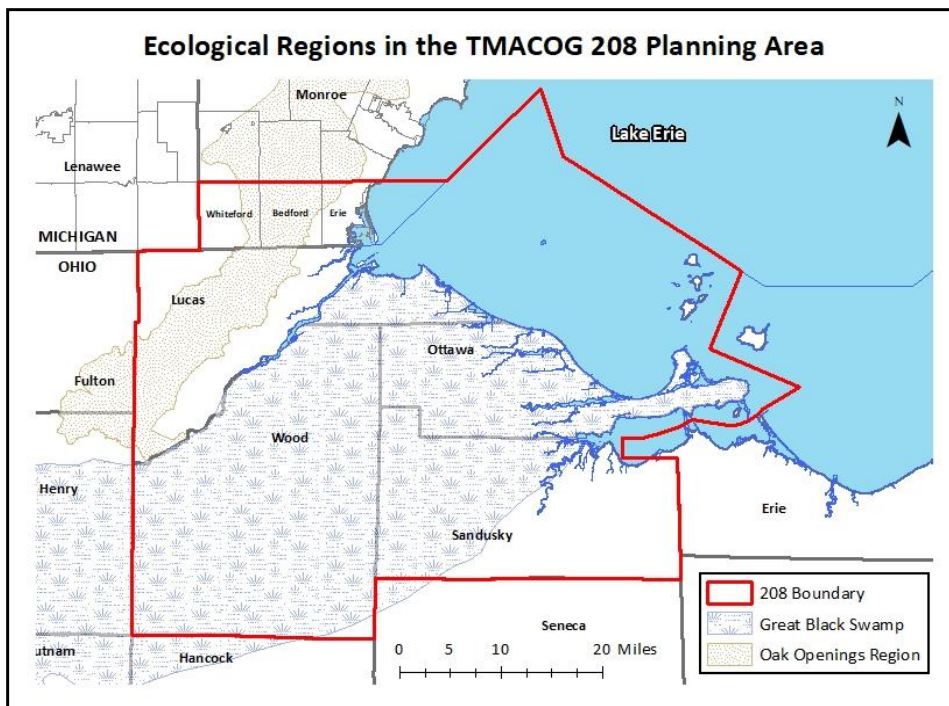 Ecological Regions in the TMACOG 208 Planning Area
Monroe
N
Lake Erie
Lenawee
Whiteford
Bedford
Erie
MICHIGAN
OHIO
Lucas
Ottawa
Fulton
Wood
Henry
Erie
Sandusky
208 Boundary
Great Black Swamp
Seneca
utnam
Hancock
0 5 10 20 Miles
Oak Openings Region